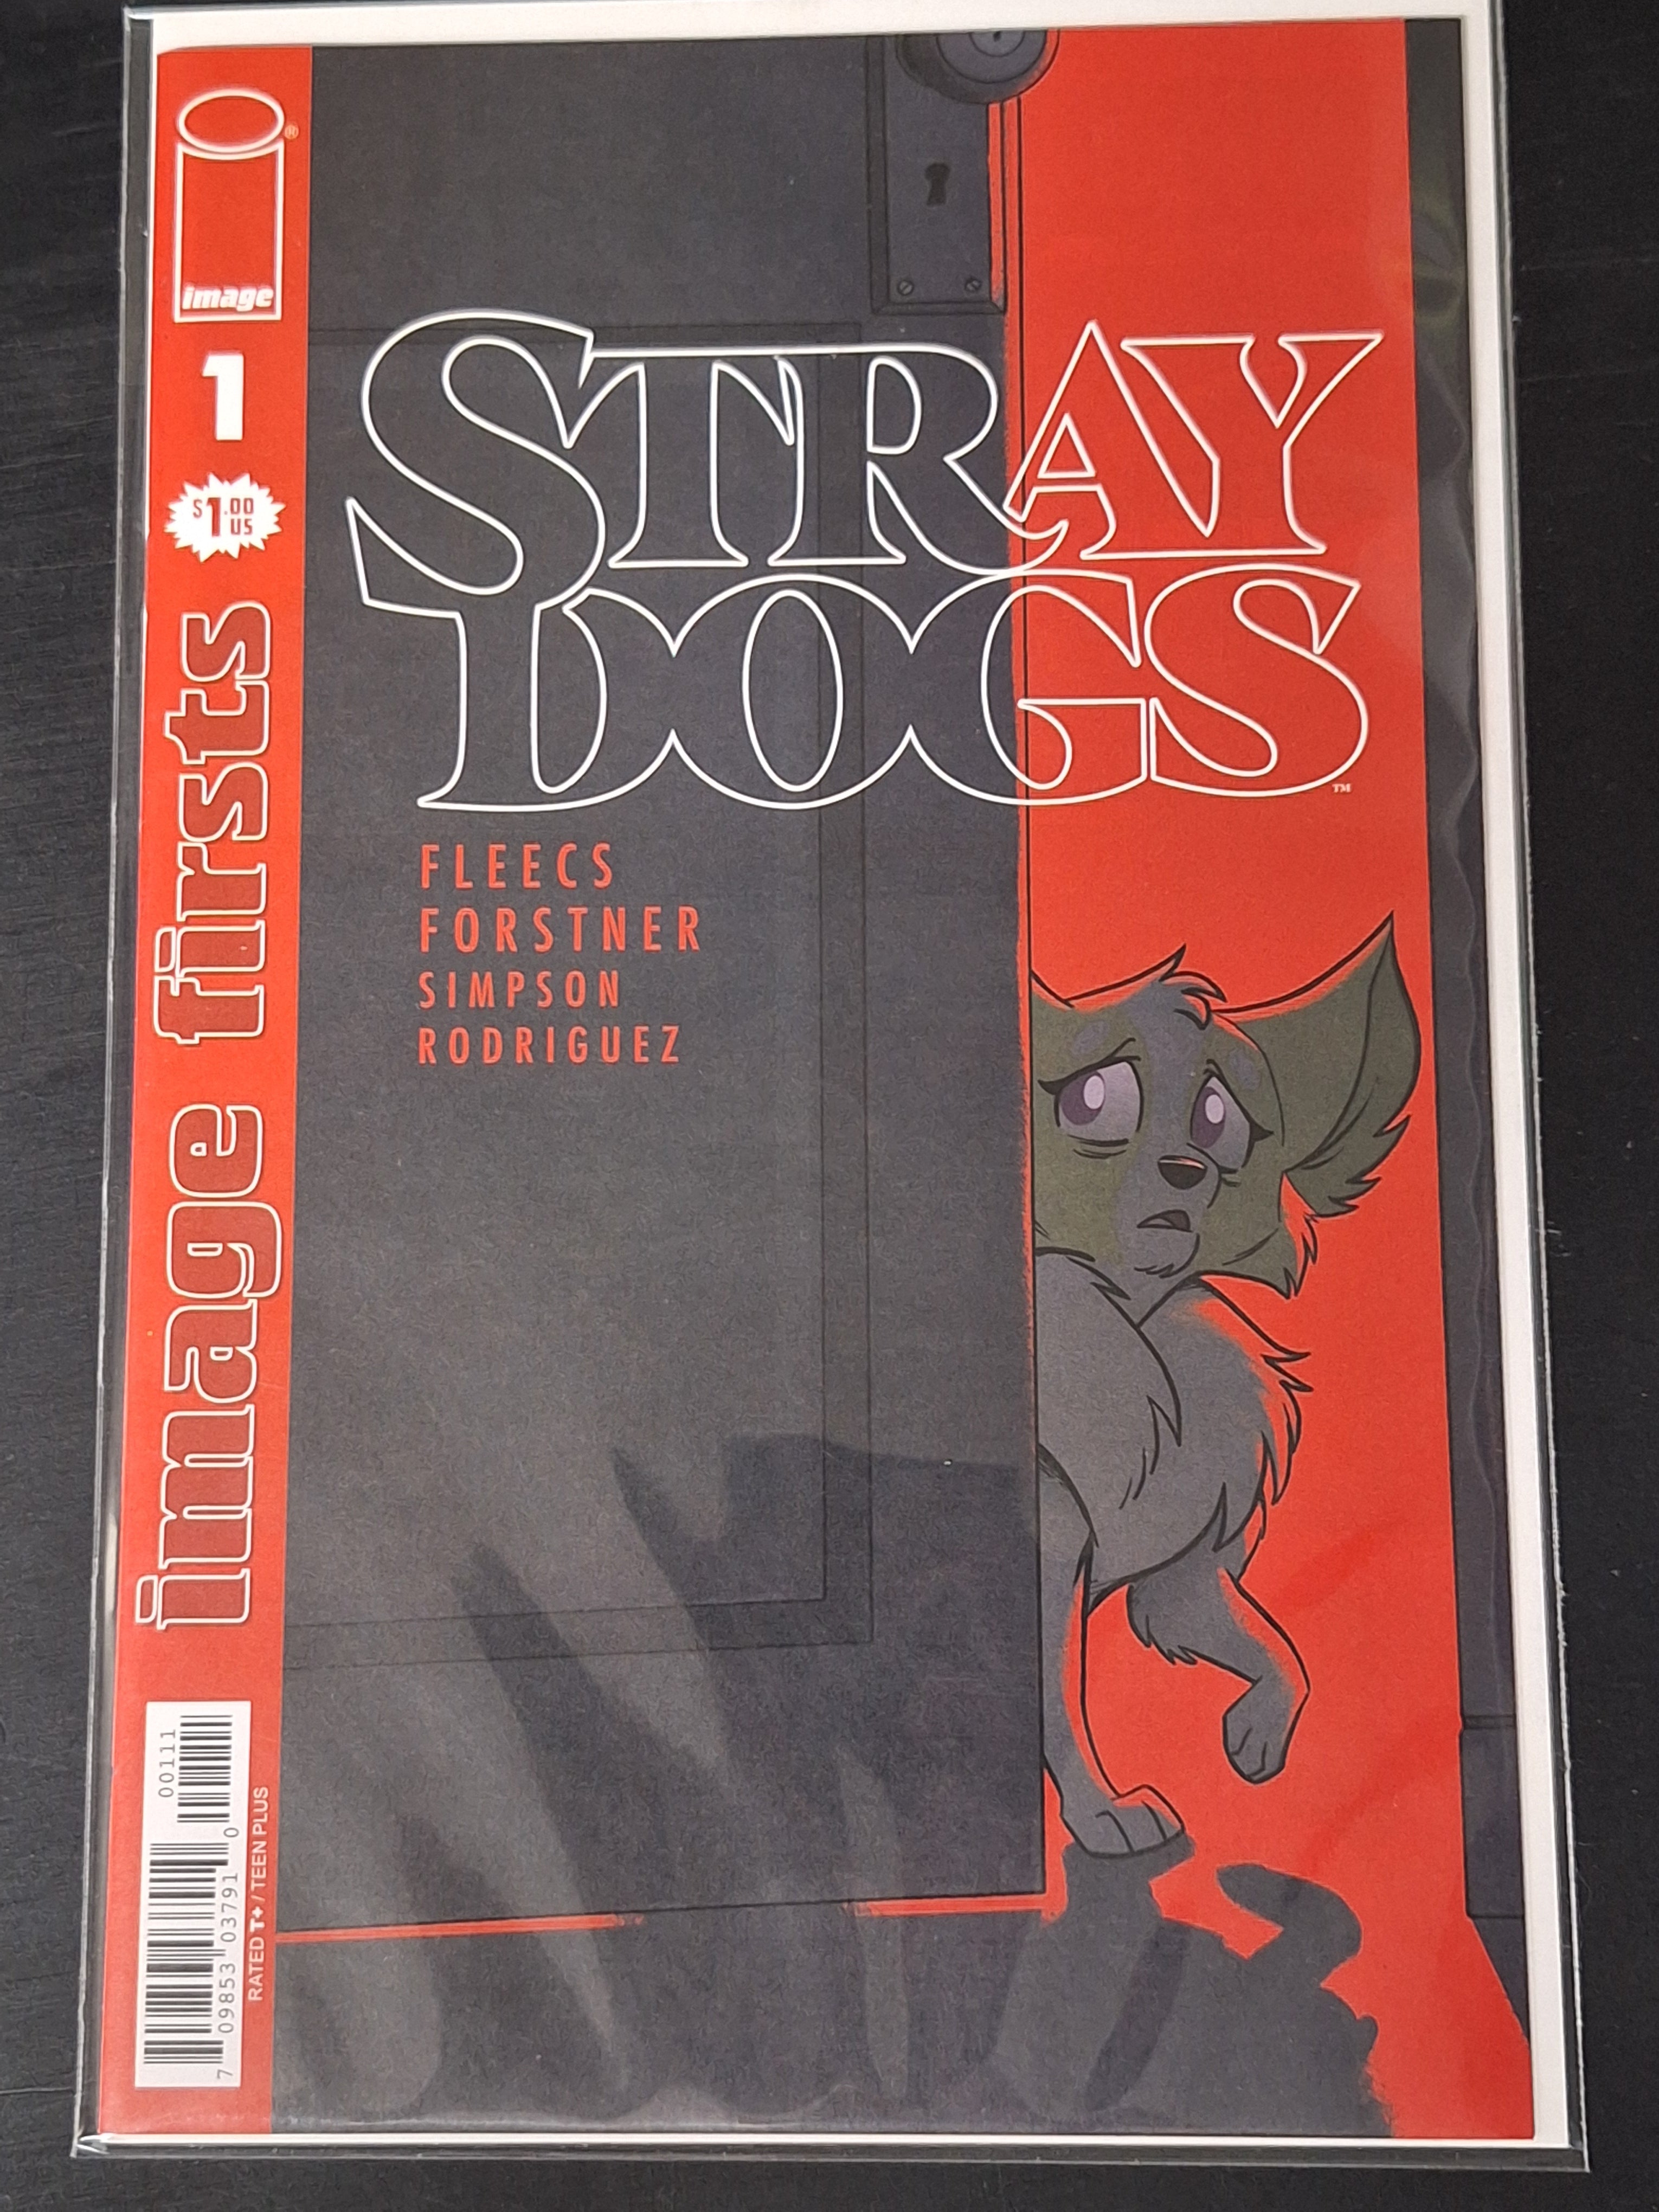 ®
image
1
$1.00
US
image firsts
STRAY
DOGS
™
FLEECS
FORSTNER
SIMPSON
RODRIGUEZ
00111
7 09853 03791 0
RATED T+ / TEEN PLUS